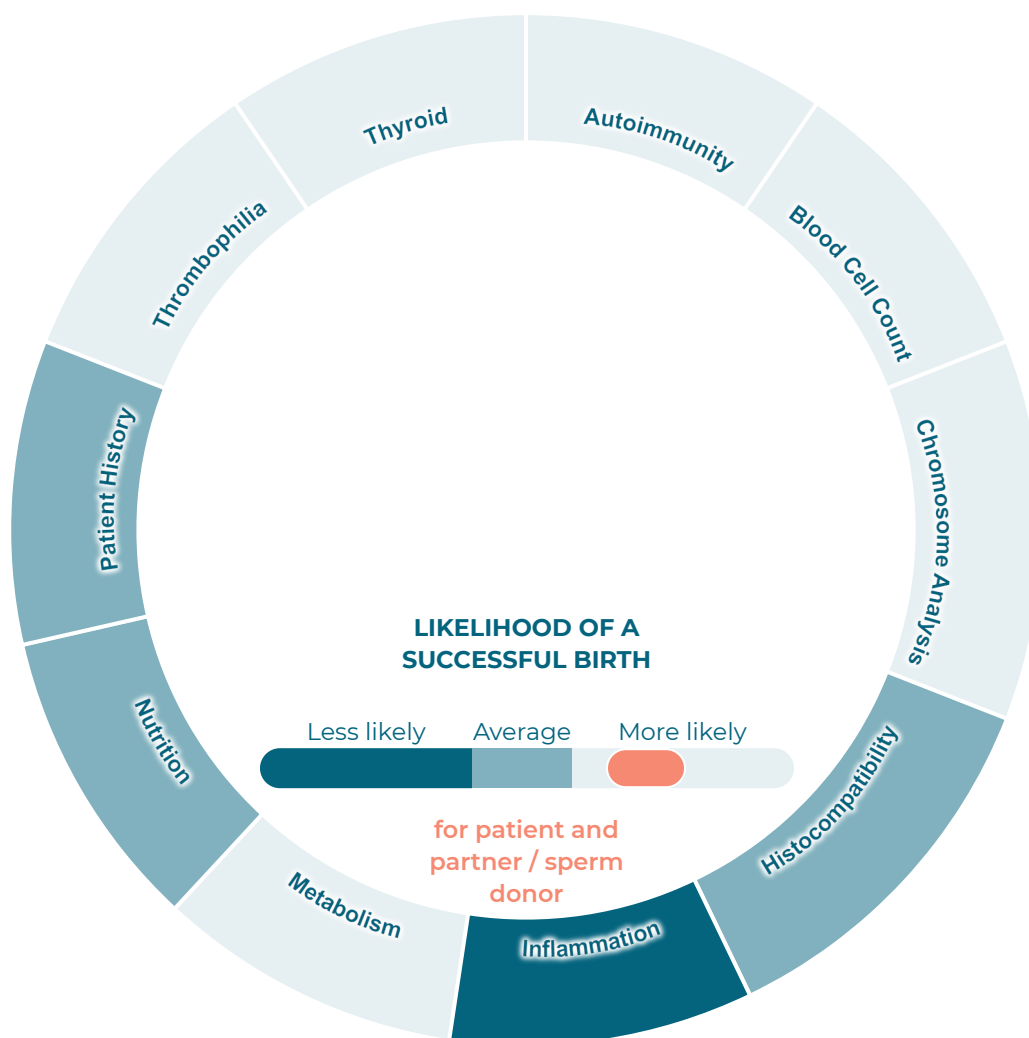 Thyroid
Autoimmunity
Thrombophilia
Blood Cell Count
Patient History
Chromosome Analysis
LIKELIHOOD OF A
SUCCESSFUL BIRTH
Nutrition
Less likely
Average
More likely
Histocompatibility
for patient and
partner / sperm
donor
Metabolism
Inflammation